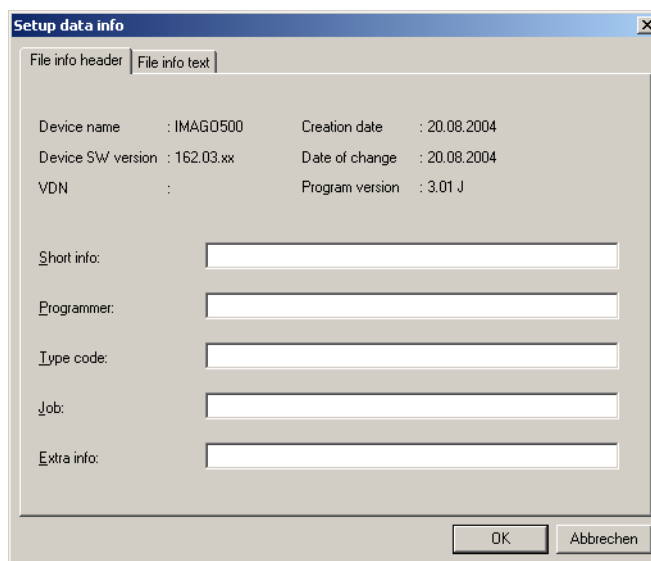 Setup data info
File info header File info text
Device name : IMAGO500 Creation date : 20.08.2004
Device SW version : 162.03.xx Date of change : 20.08.2004
VDN : Program version : 3.01 J
Short info:
Programmer:
Type code:
Job:
Extra info:
OK Abbrechen